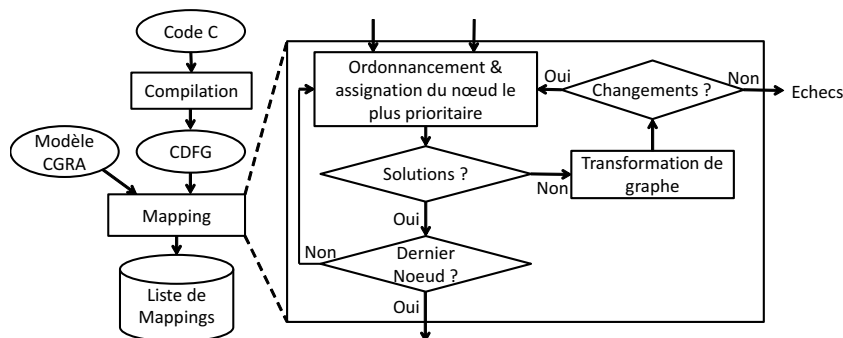 Code C
Compilation
Modèle
CGRA
CDFG
Mapping
Liste de
Mappings
Ordonnancement &
assignation du nœud le
plus prioritaire
Oui
Changements ?
Non
Echecs
Solutions ?
Non
Transformation de
graphe
Oui
Non
Dernier
Noeud ?
Oui